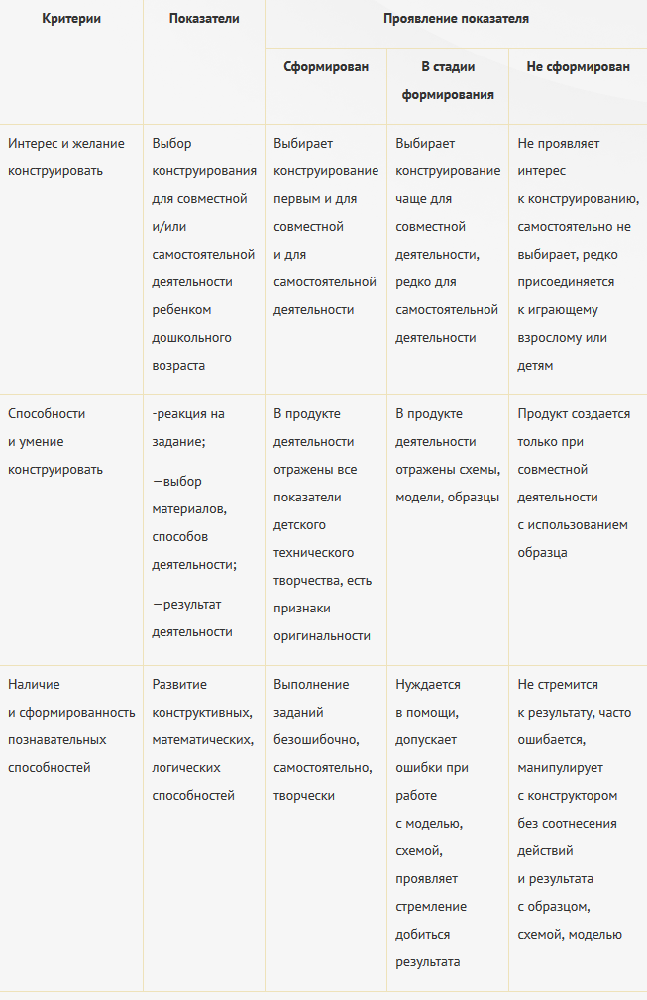 Критерии
Показатели
Проявление показателя
Сформирован
В стадии
формирования
Не сформирован
Интерес и желание
конструировать
Выбор
конструирования
для совместной
и/или
самостоятельной
деятельности
ребенком
дошкольного
возраста
Выбирает
конструирование
первым и для
совместной
и для
самостоятельной
деятельности
Выбирает
конструирование
чаще для
совместной
деятельности,
редко для
самостоятельной
деятельности
Не проявляет
интерес
к конструированию,
самостоятельно не
выбирает, редко
присоединяется
к играющему
взрослому или
детям
Способности
и умение
конструировать
-реакция на
задание;
—выбор
материалов,
способов
деятельности;
—результат
деятельности
В продукте
деятельности
отражены все
показатели
детского
технического
творчества, есть
признаки
оригинальности
В продукте
деятельности
отражены схемы,
модели, образцы
Продукт создается
только при
совместной
деятельности
с использованием
образца
Наличие
и сформированность
познавательных
способностей
Развитие
конструктивных,
математических,
логических
способностей
Выполнение
заданий
безошибочно,
самостоятельно,
творчески
Нуждается
в помощи,
допускает
ошибки при
работе
с моделью,
схемой,
проявляет
стремление
добиться
результата
Не стремится
к результату, часто
ошибается,
манипулирует
с конструктором
без соотнесения
действий
и результата
с образцом,
схемой, моделью